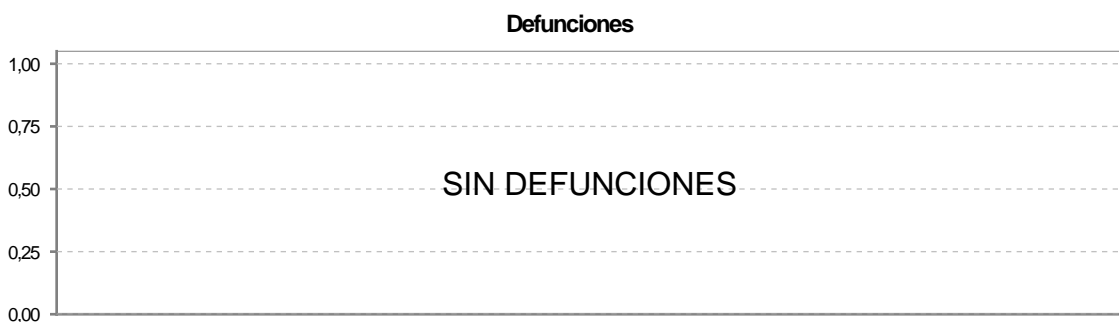 Defunciones
1,00
0,75
SIN DEFUNCIONES
0,50
0,25
0,00